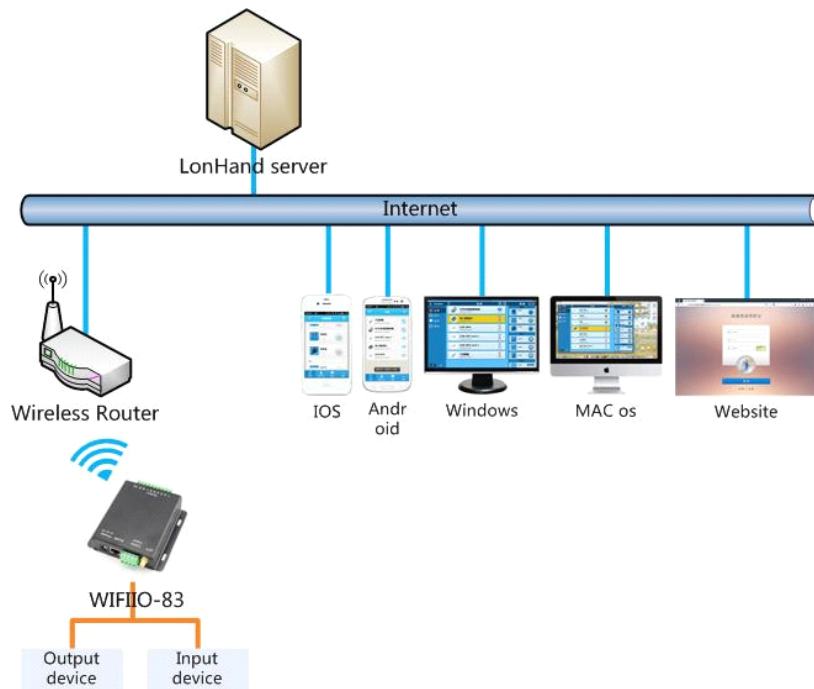 LonHand server
Internet
Wireless Router
IOS
Andr
oid
Windows
MAC os
Website
WIFIIO-83
Output
device
Input
device